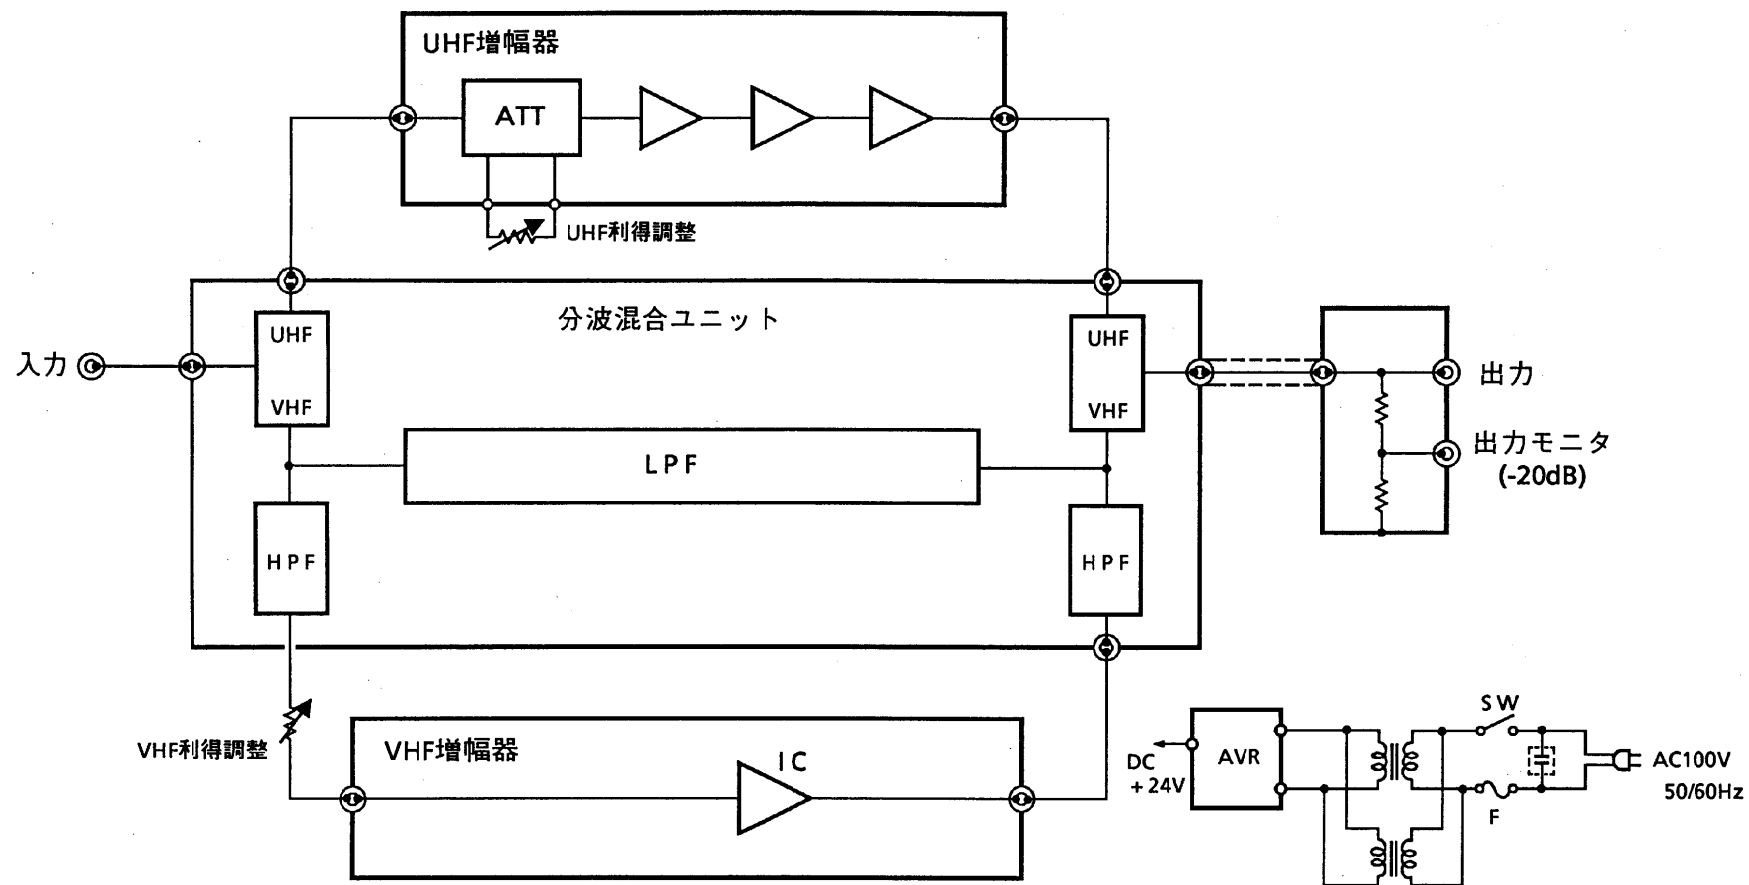 UHF増幅器
ATT
UHF利得調整
分波混合ユニット
UHF
VHF
UHF
VHF
入力
出力
出力モニタ
(-20dB)
LPF
HPF
HPF
VHF利得調整
VHF増幅器
IC
SW
DC
+24V
AVR
AC100V
50/60Hz
F